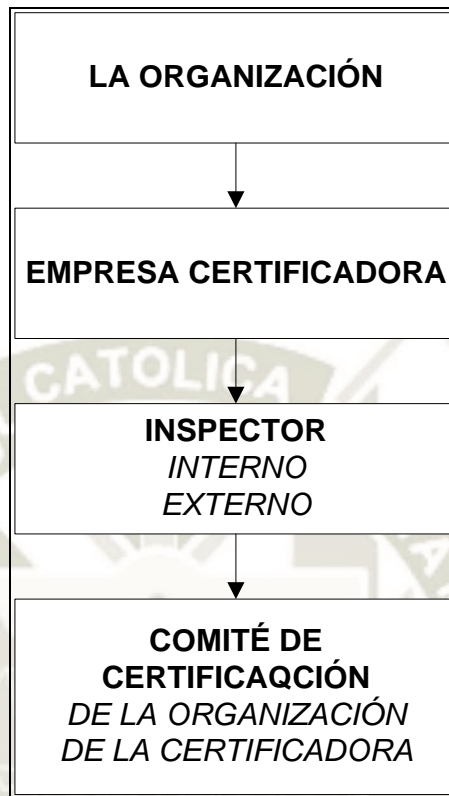 LA ORGANIZACIÓN
EMPRESA CERTIFICADORA
CATOLICA
INSPECTOR
INTERNO
EXTERNO
COMITÉ DE
CERTIFICAQCIÓN
DE LA ORGANIZACIÓN
DE LA CERTIFICADORA